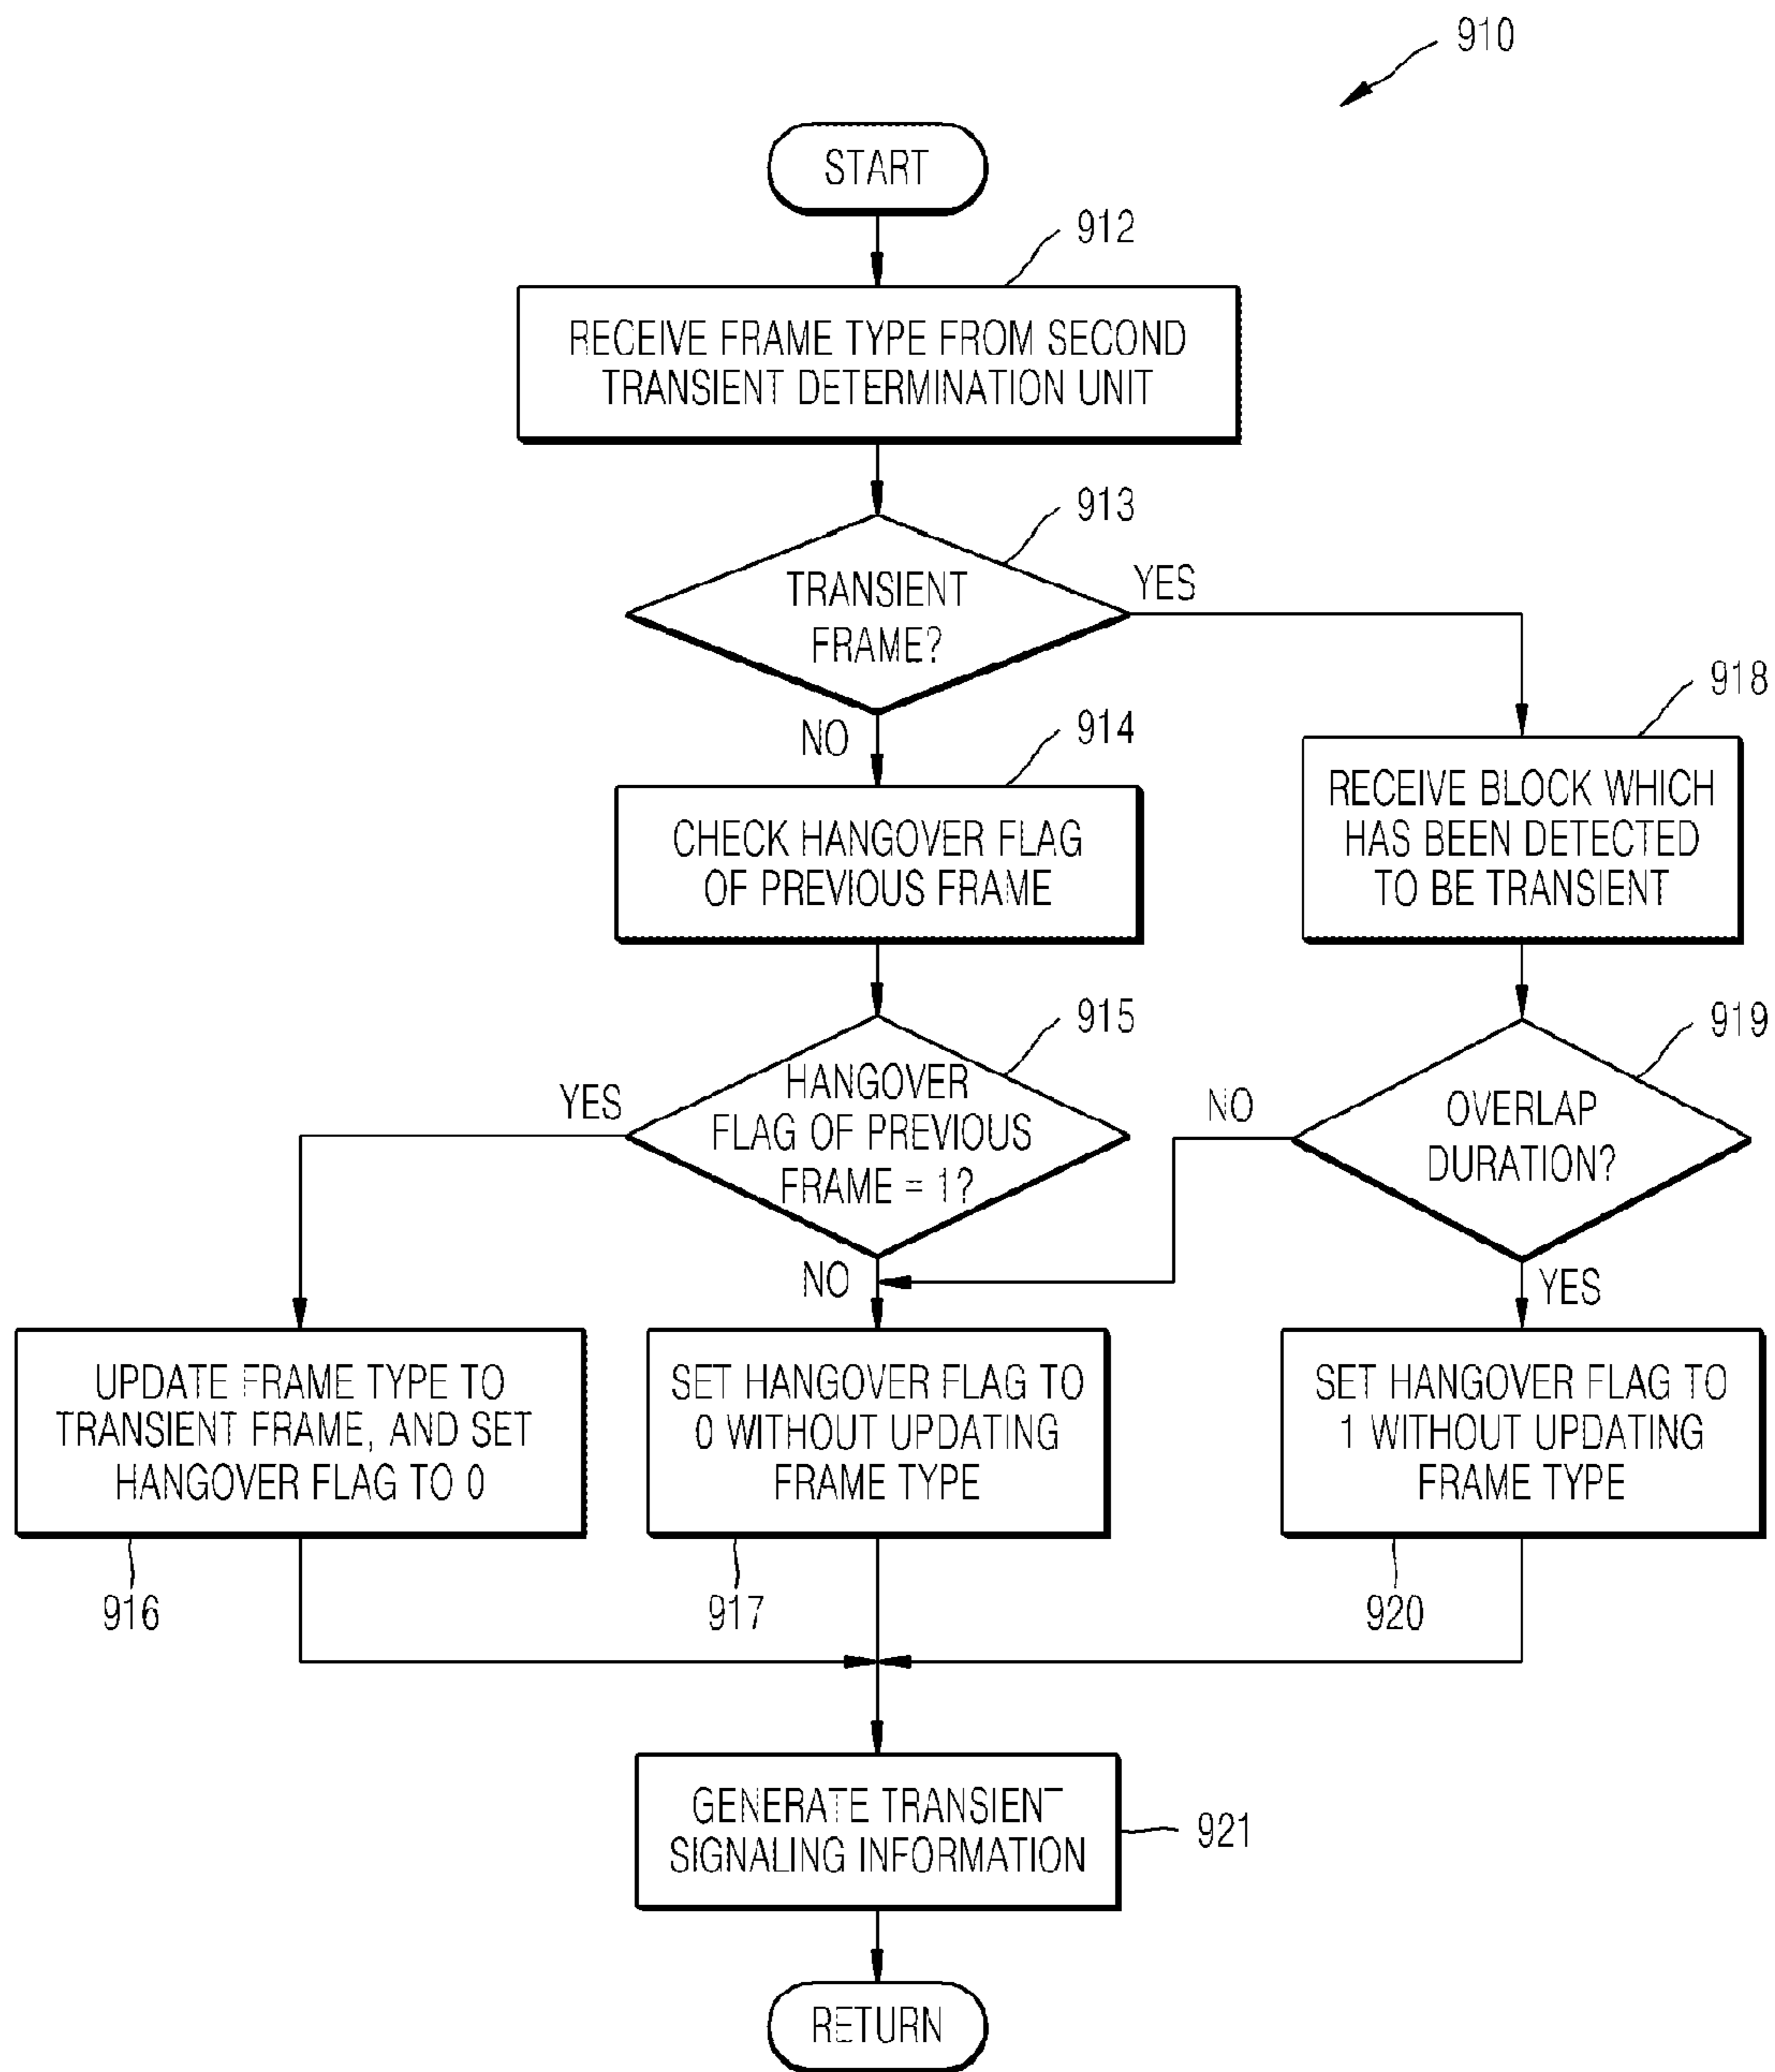 910
START
912
RECEIVE FRAME TYPE FROM SECOND
TRANSIENT DETERMINATION UNIT
913
TRANSIENT
FRAME?
YES
NO
918
914
RECEIVE BLOCK WHICH
HAS BEEN DETECTED
TO BE TRANSIENT
CHECK HANGOVER FLAG
OF PREVIOUS FRAME
915
919
HANGOVER
FLAG OF PREVIOUS
FRAME = 1?
YES
NO
OVERLAP
DURATION?
NO
YES
UPDATE FRAME TYPE TO
TRANSIENT FRAME, AND SET
HANGOVER FLAG TO 0
SET HANGOVER FLAG TO
0 WITHOUT UPDATING
FRAME TYPE
SET HANGOVER FLAG TO
1 WITHOUT UPDATING
FRAME TYPE
916
917
920
GENERATE TRANSIENT
SIGNALING INFORMATION
921
RETURN